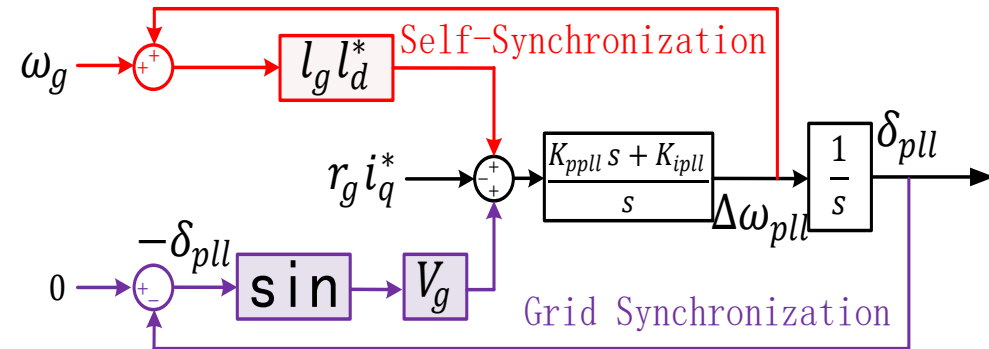 Self-Synchronization
ω_g
+
+
l_g l_d^*
r_g i_q^*
−
+
+
K_ppll s + K_ipll
s
Δω_pll
1
s
δ_pll
−δ_pll
0
+
−
sin
V_g
Grid Synchronization